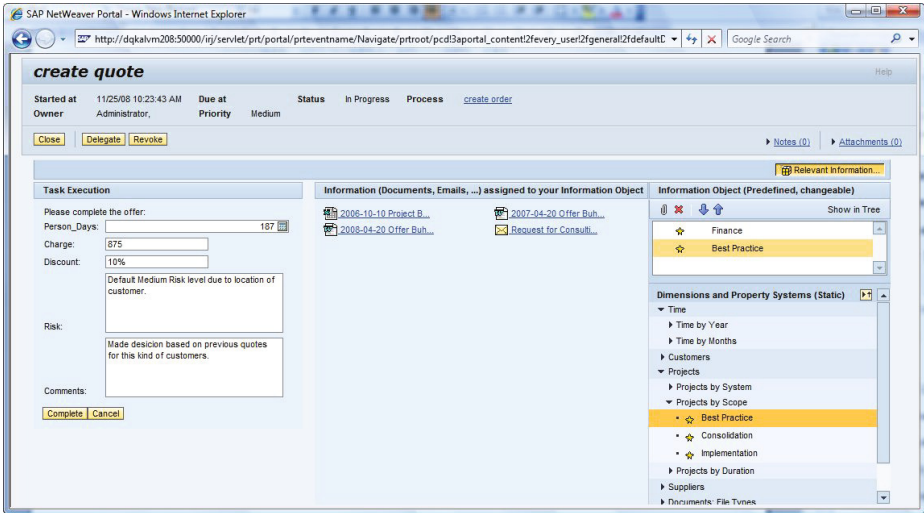 SAP NetWeaver Portal - Windows Internet Explorer
http://dqkalvm208:50000/irj/servlet/prt/portal/prteventname/Navigate/prtroot/pcd!3aportal_content!2fevery_user!2fgeneral!2fdefaultD
Google Search
create quote
Help
Started at 11/25/08 10:23:43 AM Due at Status In Progress Process create order
Owner Administrator, Priority Medium
Close Delegate Revoke
Notes (0) Attachments (0)
Relevant Information...
Task Execution
Please complete the offer:
Person_Days: 187
Charge: 875
Discount: 10%
Default Medium Risk level due to location of
customer.
Risk:
Made desicion based on previous quotes
for this kind of customers.
Comments:
Complete Cancel
Information (Documents, Emails, ...) assigned to your Information Object
2006-10-10 Project B... 2007-04-20 Offer Buh...
2008-04-20 Offer Buh... Request for Consulti...
Information Object (Predefined, changeable)
Show in Tree
Finance
Best Practice
Dimensions and Property Systems (Static)
Time
Time by Year
Time by Months
Customers
Projects
Projects by System
Projects by Scope
Best Practice
Consolidation
Implementation
Projects by Duration
Suppliers
Documents: File Types